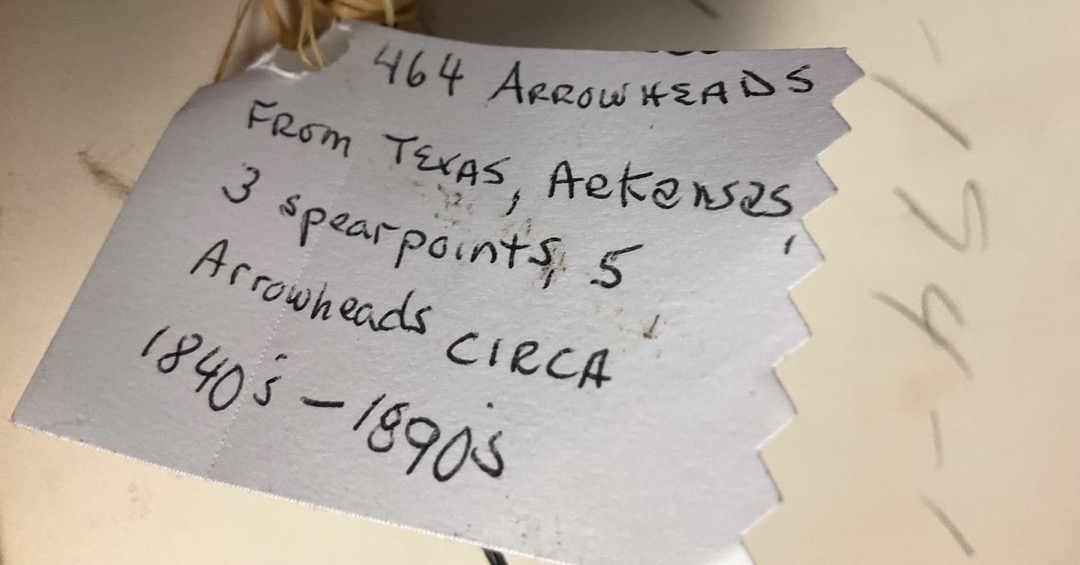 464 ARROWHEADS
FROM TEXAS, Arkansas,
3 spearpoints, 5
Arrowheads CIRCA
1840's - 1890's